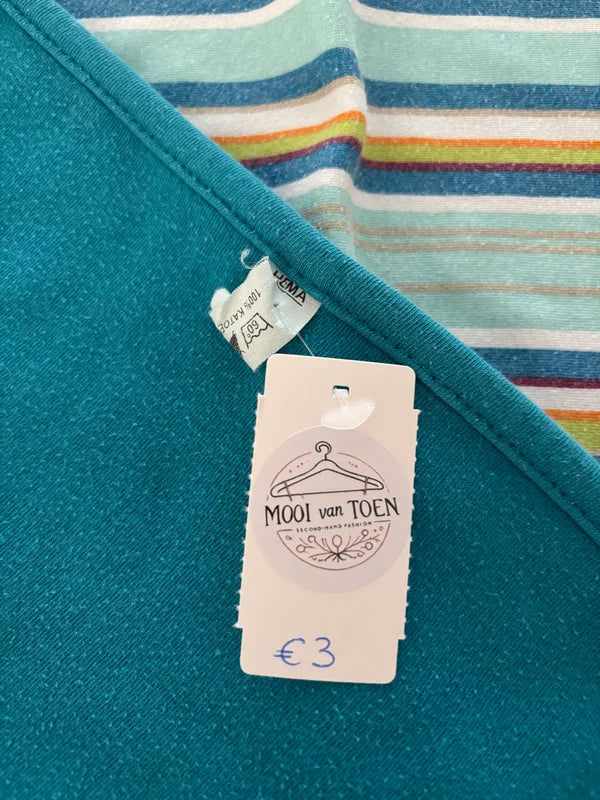 HEMA
100% KATOE
60°
MOOI van TOEN
SECOND-HAND FASHION
€3